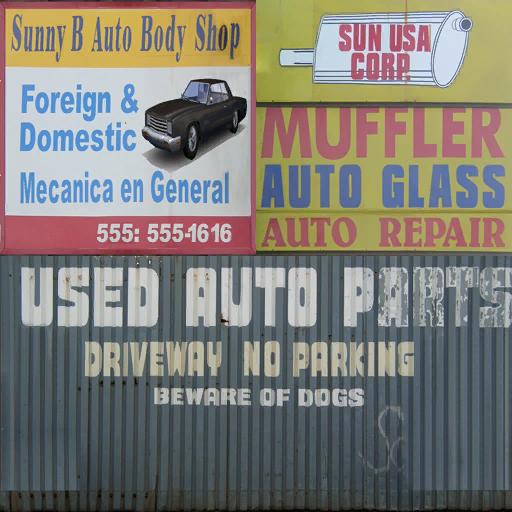 Sunny B Auto Body Shop
Foreign &
Domestic
Mecanica en General
555: 555-1616
SUN USA
CORP.
MUFFLER
AUTO GLASS
AUTO REPAIR
USED AUTO PARTS
DRIVEWAY NO PARKING
BEWARE OF DOGS